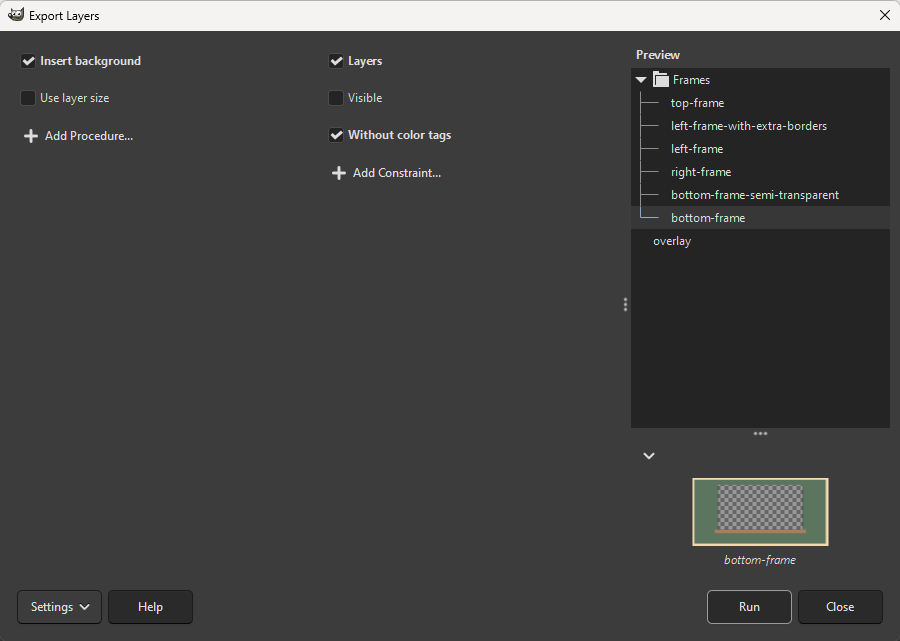 Export Layers
Insert background
Use layer size
Add Procedure...
Layers
Visible
Without color tags
Add Constraint...
Preview
Frames
top-frame
left-frame-with-extra-borders
left-frame
right-frame
bottom-frame-semi-transparent
bottom-frame
overlay
bottom-frame
Settings
Help
Run
Close